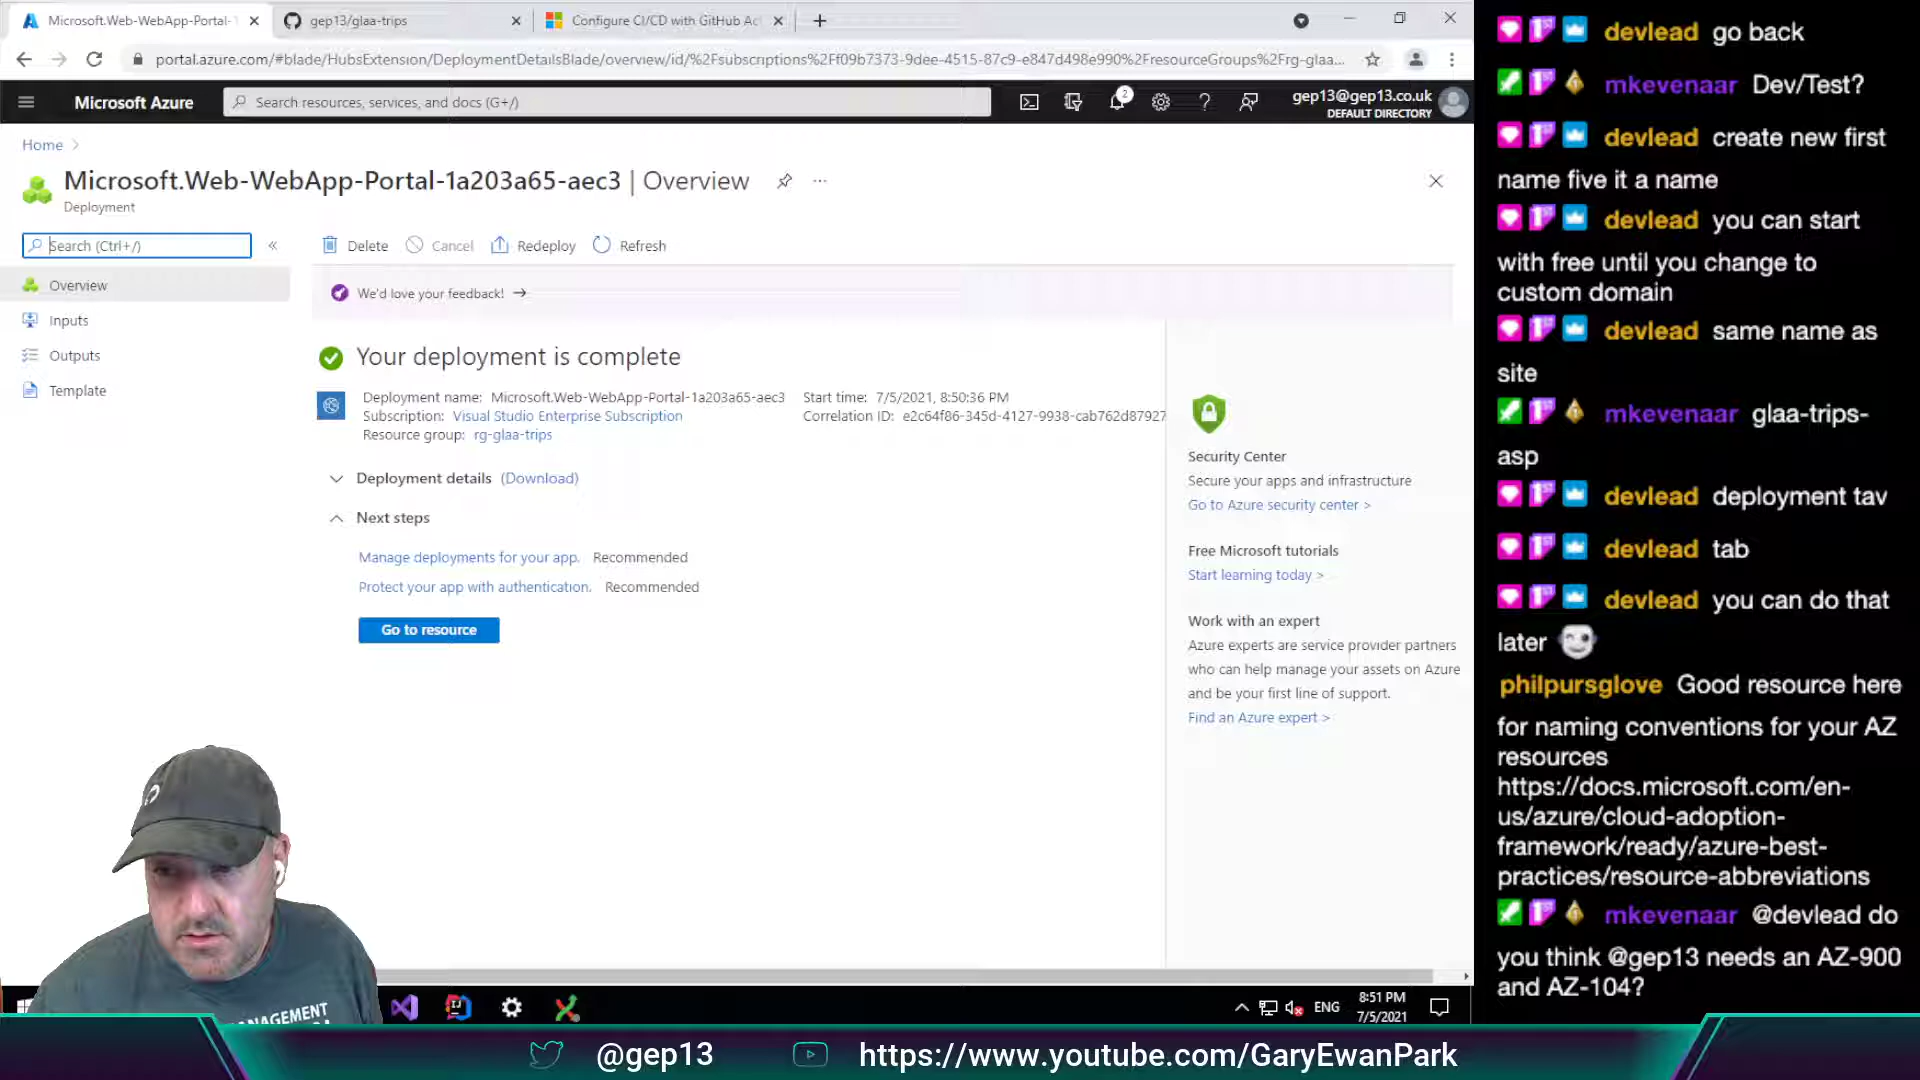 Microsoft.Web-WebApp-Portal-1
gep13/glaa-trips
Configure CI/CD with GitHub Ac
portal.azure.com/#blade/HubsExtension/DeploymentDetailsBlade/overview/id/%2Fsubscriptions%2Ff09b7373-9dee-4515-87c9-e847d498e990%2FresourceGroups%2Frg-glaa...
Microsoft Azure
Search resources, services, and docs (G+/)
2
gep13@gep13.co.uk
DEFAULT DIRECTORY
Home
Microsoft.Web-WebApp-Portal-1a203a65-aec3 | Overview
Deployment
Search (Ctrl+/)
Delete
Cancel
Redeploy
Refresh
Overview
Inputs
Outputs
Template
We'd love your feedback!
Your deployment is complete
Deployment name: Microsoft.Web-WebApp-Portal-1a203a65-aec3
Subscription: Visual Studio Enterprise Subscription
Resource group: rg-glaa-trips
Start time: 7/5/2021, 8:50:36 PM
Correlation ID: e2c64f86-345d-4127-9938-cab762d87927
Deployment details (Download)
Next steps
Manage deployments for your app. Recommended
Protect your app with authentication. Recommended
Go to resource
Security Center
Secure your apps and infrastructure
Go to Azure security center >
Free Microsoft tutorials
Start learning today >
Work with an expert
Azure experts are service provider partners
who can help manage your assets on Azure
and be your first line of support.
Find an Azure expert >
MANAGEMENT
ENG
8:51 PM
7/5/2021
@gep13
https://www.youtube.com/GaryEwanPark
devlead go back
mkevenaar Dev/Test?
devlead create new first
name five it a name
devlead you can start
with free until you change to
custom domain
devlead same name as
site
mkevenaar glaa-trips-
asp
devlead deployment tav
devlead tab
devlead you can do that
later
philpursglove Good resource here
for naming conventions for your AZ
resources
https://docs.microsoft.com/en-
us/azure/cloud-adoption-
framework/ready/azure-best-
practices/resource-abbreviations
mkevenaar @devlead do
you think @gep13 needs an AZ-900
and AZ-104?